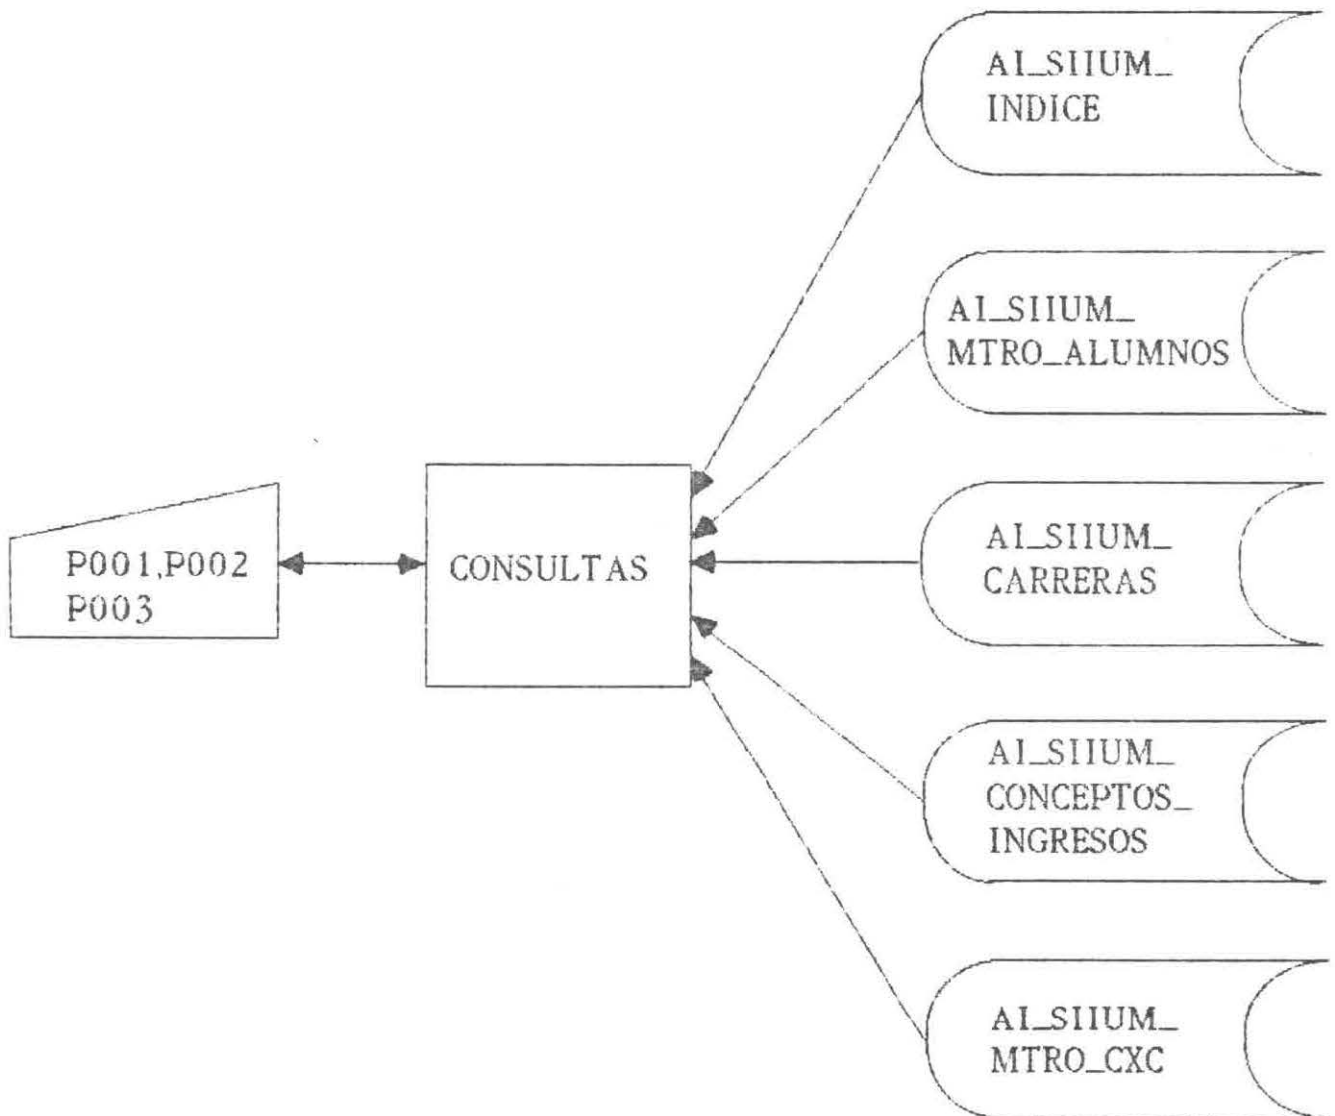 AI_SIIUM_
INDICE
AI_SIIUM_
MTRO_ALUMNOS
P001,P002
P003
CONSULTAS
AI_SIIUM_
CARRERAS
AI_SIIUM_
CONCEPTOS_
INGRESOS
AI_SIIUM_
MTRO_CXC